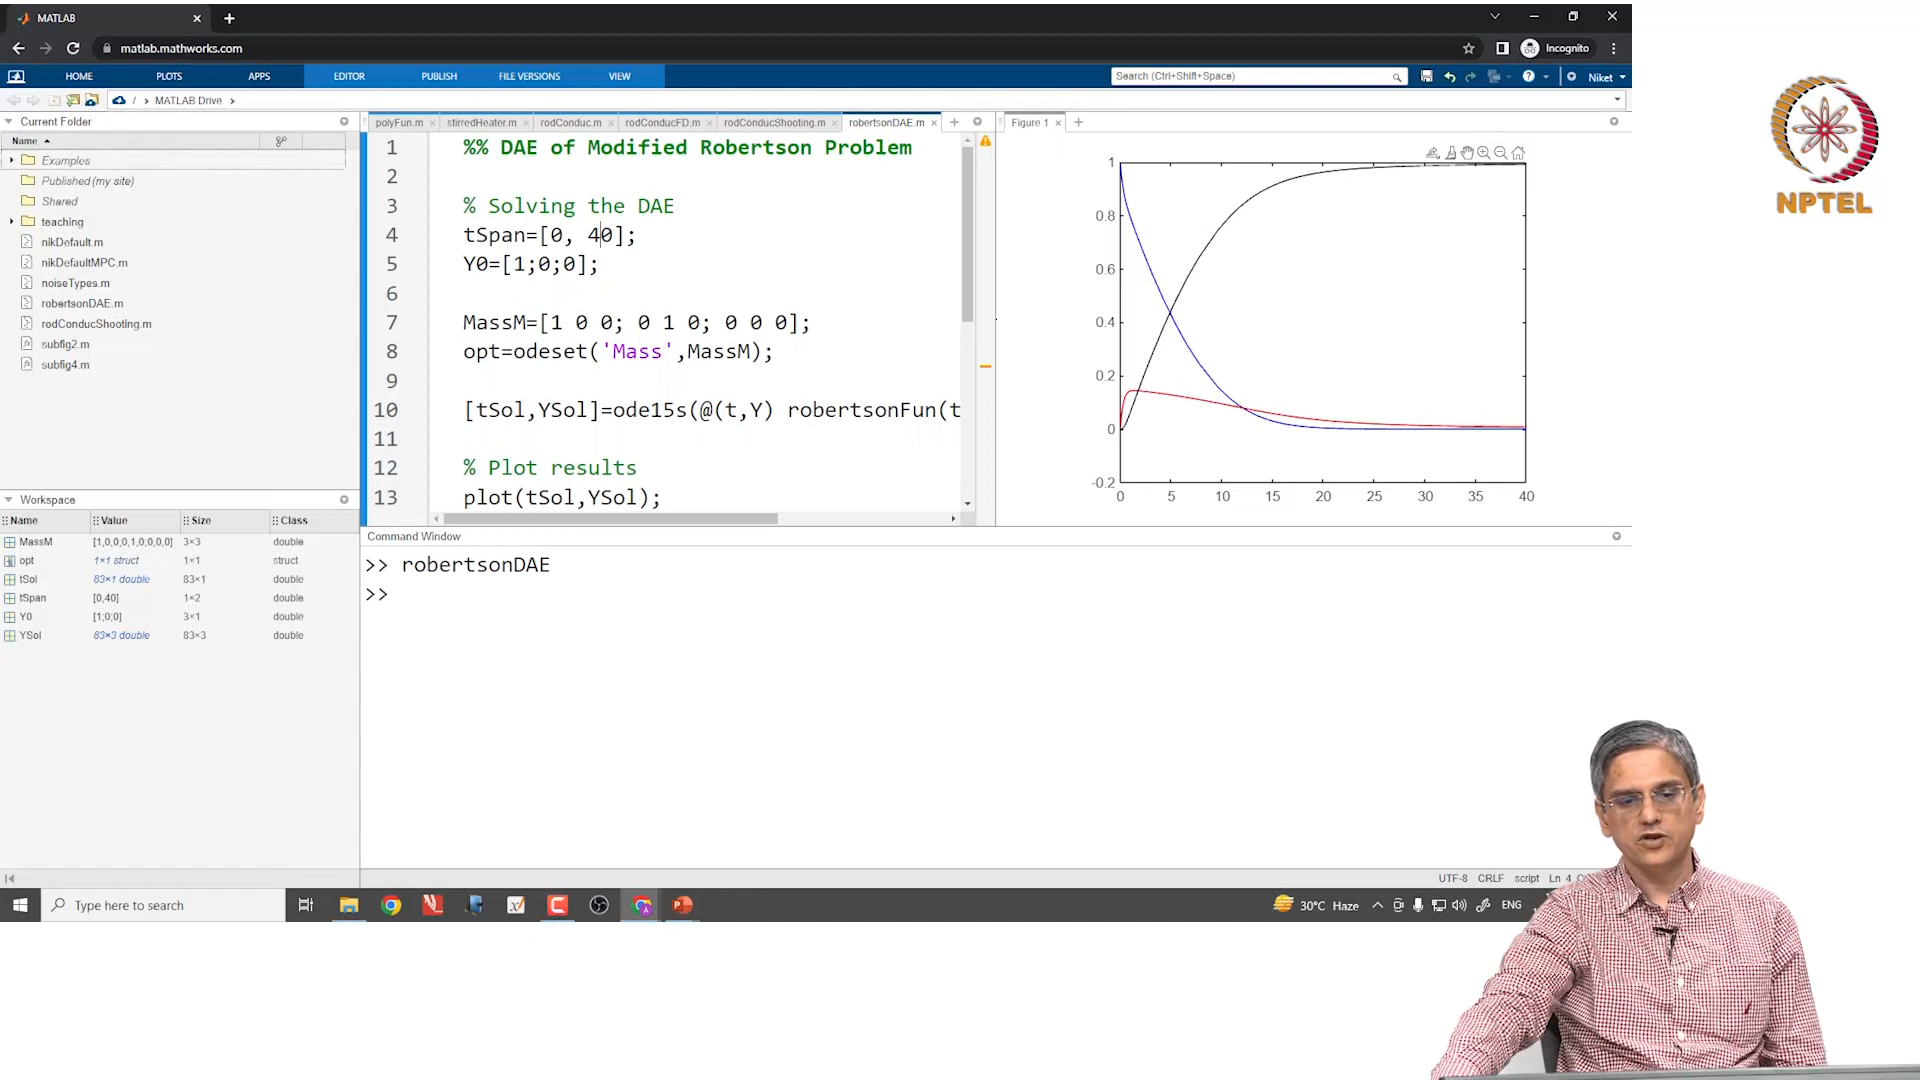 MATLAB
matlab.mathworks.com
Incognito
HOME PLOTS APPS EDITOR PUBLISH FILE VERSIONS VIEW
Search (Ctrl+Shift+Space)
Niket
/ > MATLAB Drive >
Current Folder
Name
Examples
Published (my site)
Shared
teaching
nikDefault.m
nikDefaultMPC.m
noiseTypes.m
robertsonDAE.m
rodConducShooting.m
subfig2.m
subfig4.m
polyFun.m stirredHeater.m rodConduc.m rodConducFD.m rodConducShooting.m robertsonDAE.m
1 %% DAE of Modified Robertson Problem
2
3 % Solving the DAE
4 tSpan=[0, 40];
5 Y0=[1;0;0];
6
7 MassM=[1 0 0; 0 1 0; 0 0 0];
8 opt=odeset('Mass',MassM);
9
10 [tSol,YSol]=ode15s(@(t,Y) robertsonFun(t
11
12 % Plot results
13 plot(tSol,YSol);
Figure 1
1
0.8
0.6
0.4
0.2
0
-0.2
0 5 10 15 20 25 30 35 40
NPTEL
Workspace
Name Value Size Class
MassM [1,0,0;0,1,0;0,0,0] 3×3 double
opt 1×1 struct 1×1 struct
tSol 83×1 double 83×1 double
tSpan [0,40] 1×2 double
Y0 [1;0;0] 3×1 double
YSol 83×3 double 83×3 double
Command Window
>> robertsonDAE
>>
UTF-8 CRLF script Ln 4
Type here to search
30°C Haze
ENG